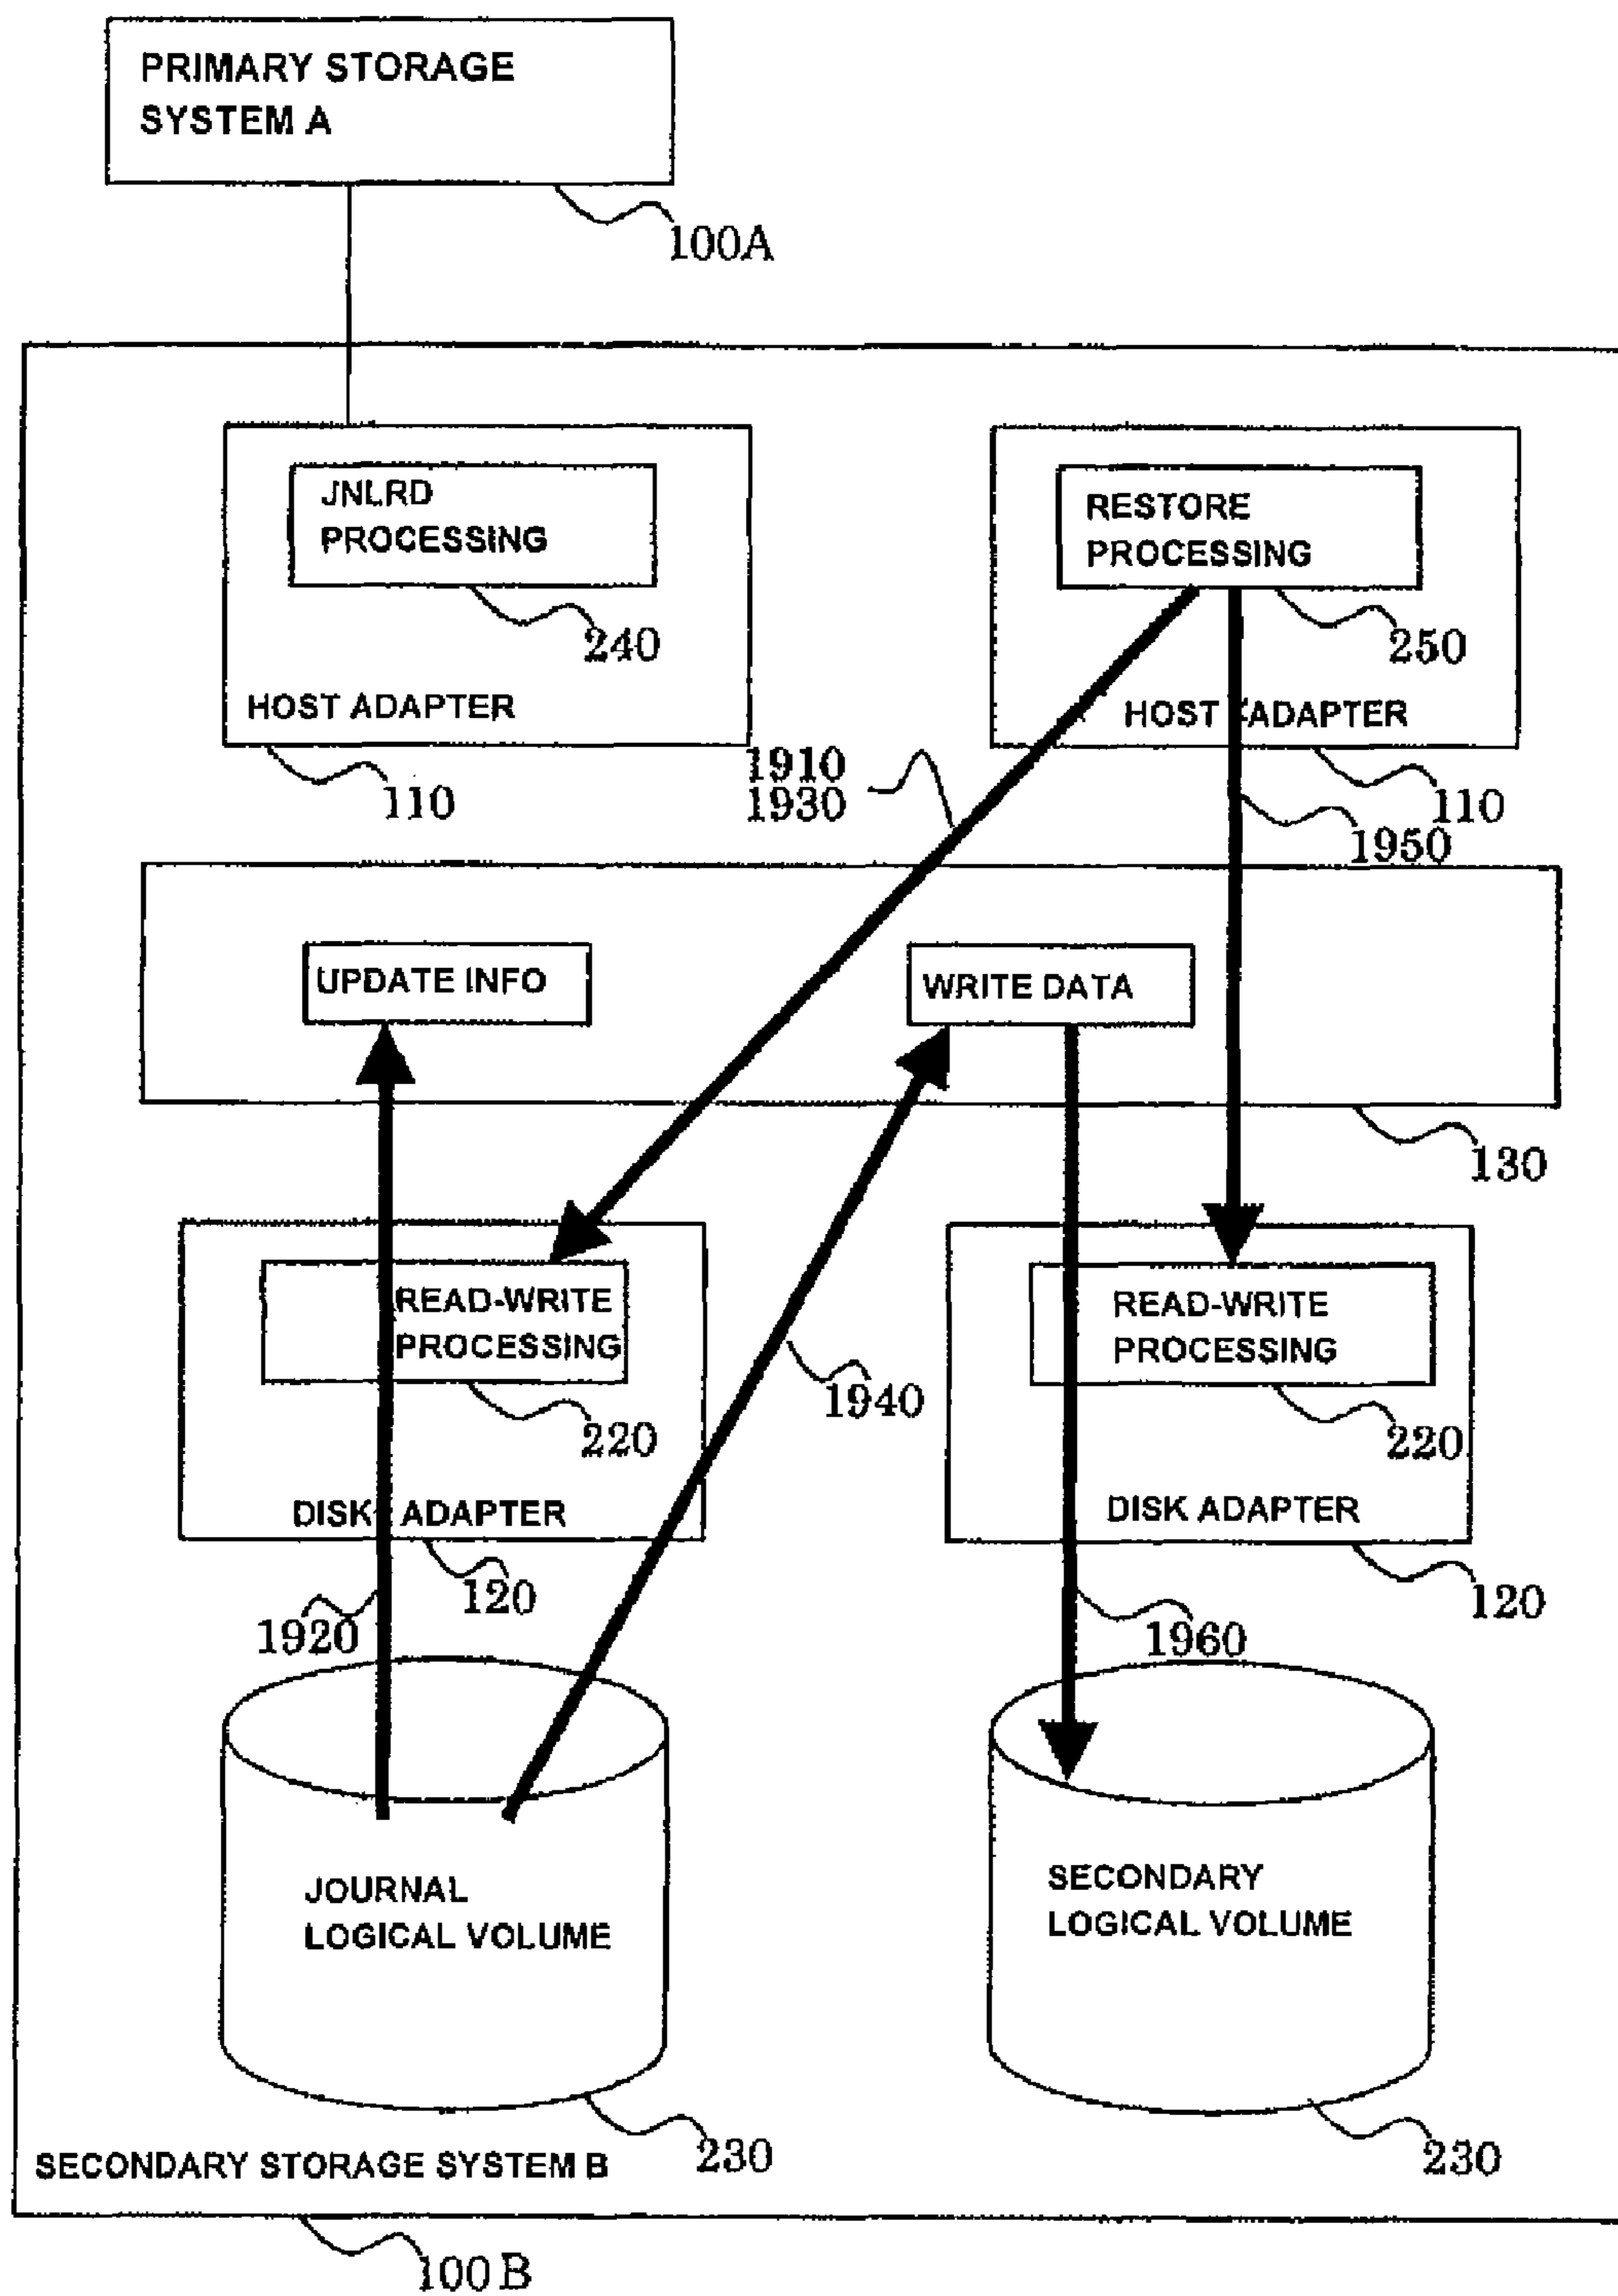 PRIMARY STORAGE
SYSTEM A
100A
JNLRD
PROCESSING
240
HOST ADAPTER
110
RESTORE
PROCESSING
250
HOST ADAPTER
110
1910
1930
1950
UPDATE INFO
WRITE DATA
130
READ-WRITE
PROCESSING
220
DISK ADAPTER
120
1920
1940
READ-WRITE
PROCESSING
220
DISK ADAPTER
120
1960
JOURNAL
LOGICAL VOLUME
230
SECONDARY
LOGICAL VOLUME
230
SECONDARY STORAGE SYSTEM B
100B